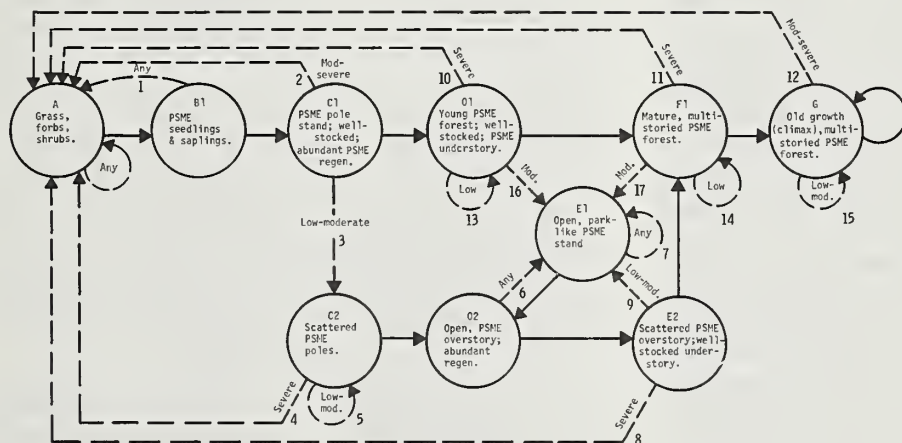 Mod-severe
12
Severe
10
Severe
11
Any
1
2
Mod-
severe
A
Grass,
forbs,
shrubs.
Any
B1
PSME
seedlings
& saplings.
C1
PSME pole
stand; well-
stocked;
abundant PSME
regen.
D1
Young PSME
forest; well-
stocked; PSME
understory.
Low
13
F1
Mature, multi-
storied PSME
forest.
Low
14
G
Old growth
(climax), multi-
storied PSME
forest.
Low-
mod.
15
Mod.
16
Mod.
17
Low-moderate
3
E1
Open, park-
like PSME
stand
Any
7
Any
6
Low-mod.
9
C2
Scattered
PSME
poles.
Low-
mod.
5
Severe
4
D2
Open, PSME
overstory;
abundant
regen.
E2
Scattered PSME
overstory;well-
stocked under-
story.
Severe
8